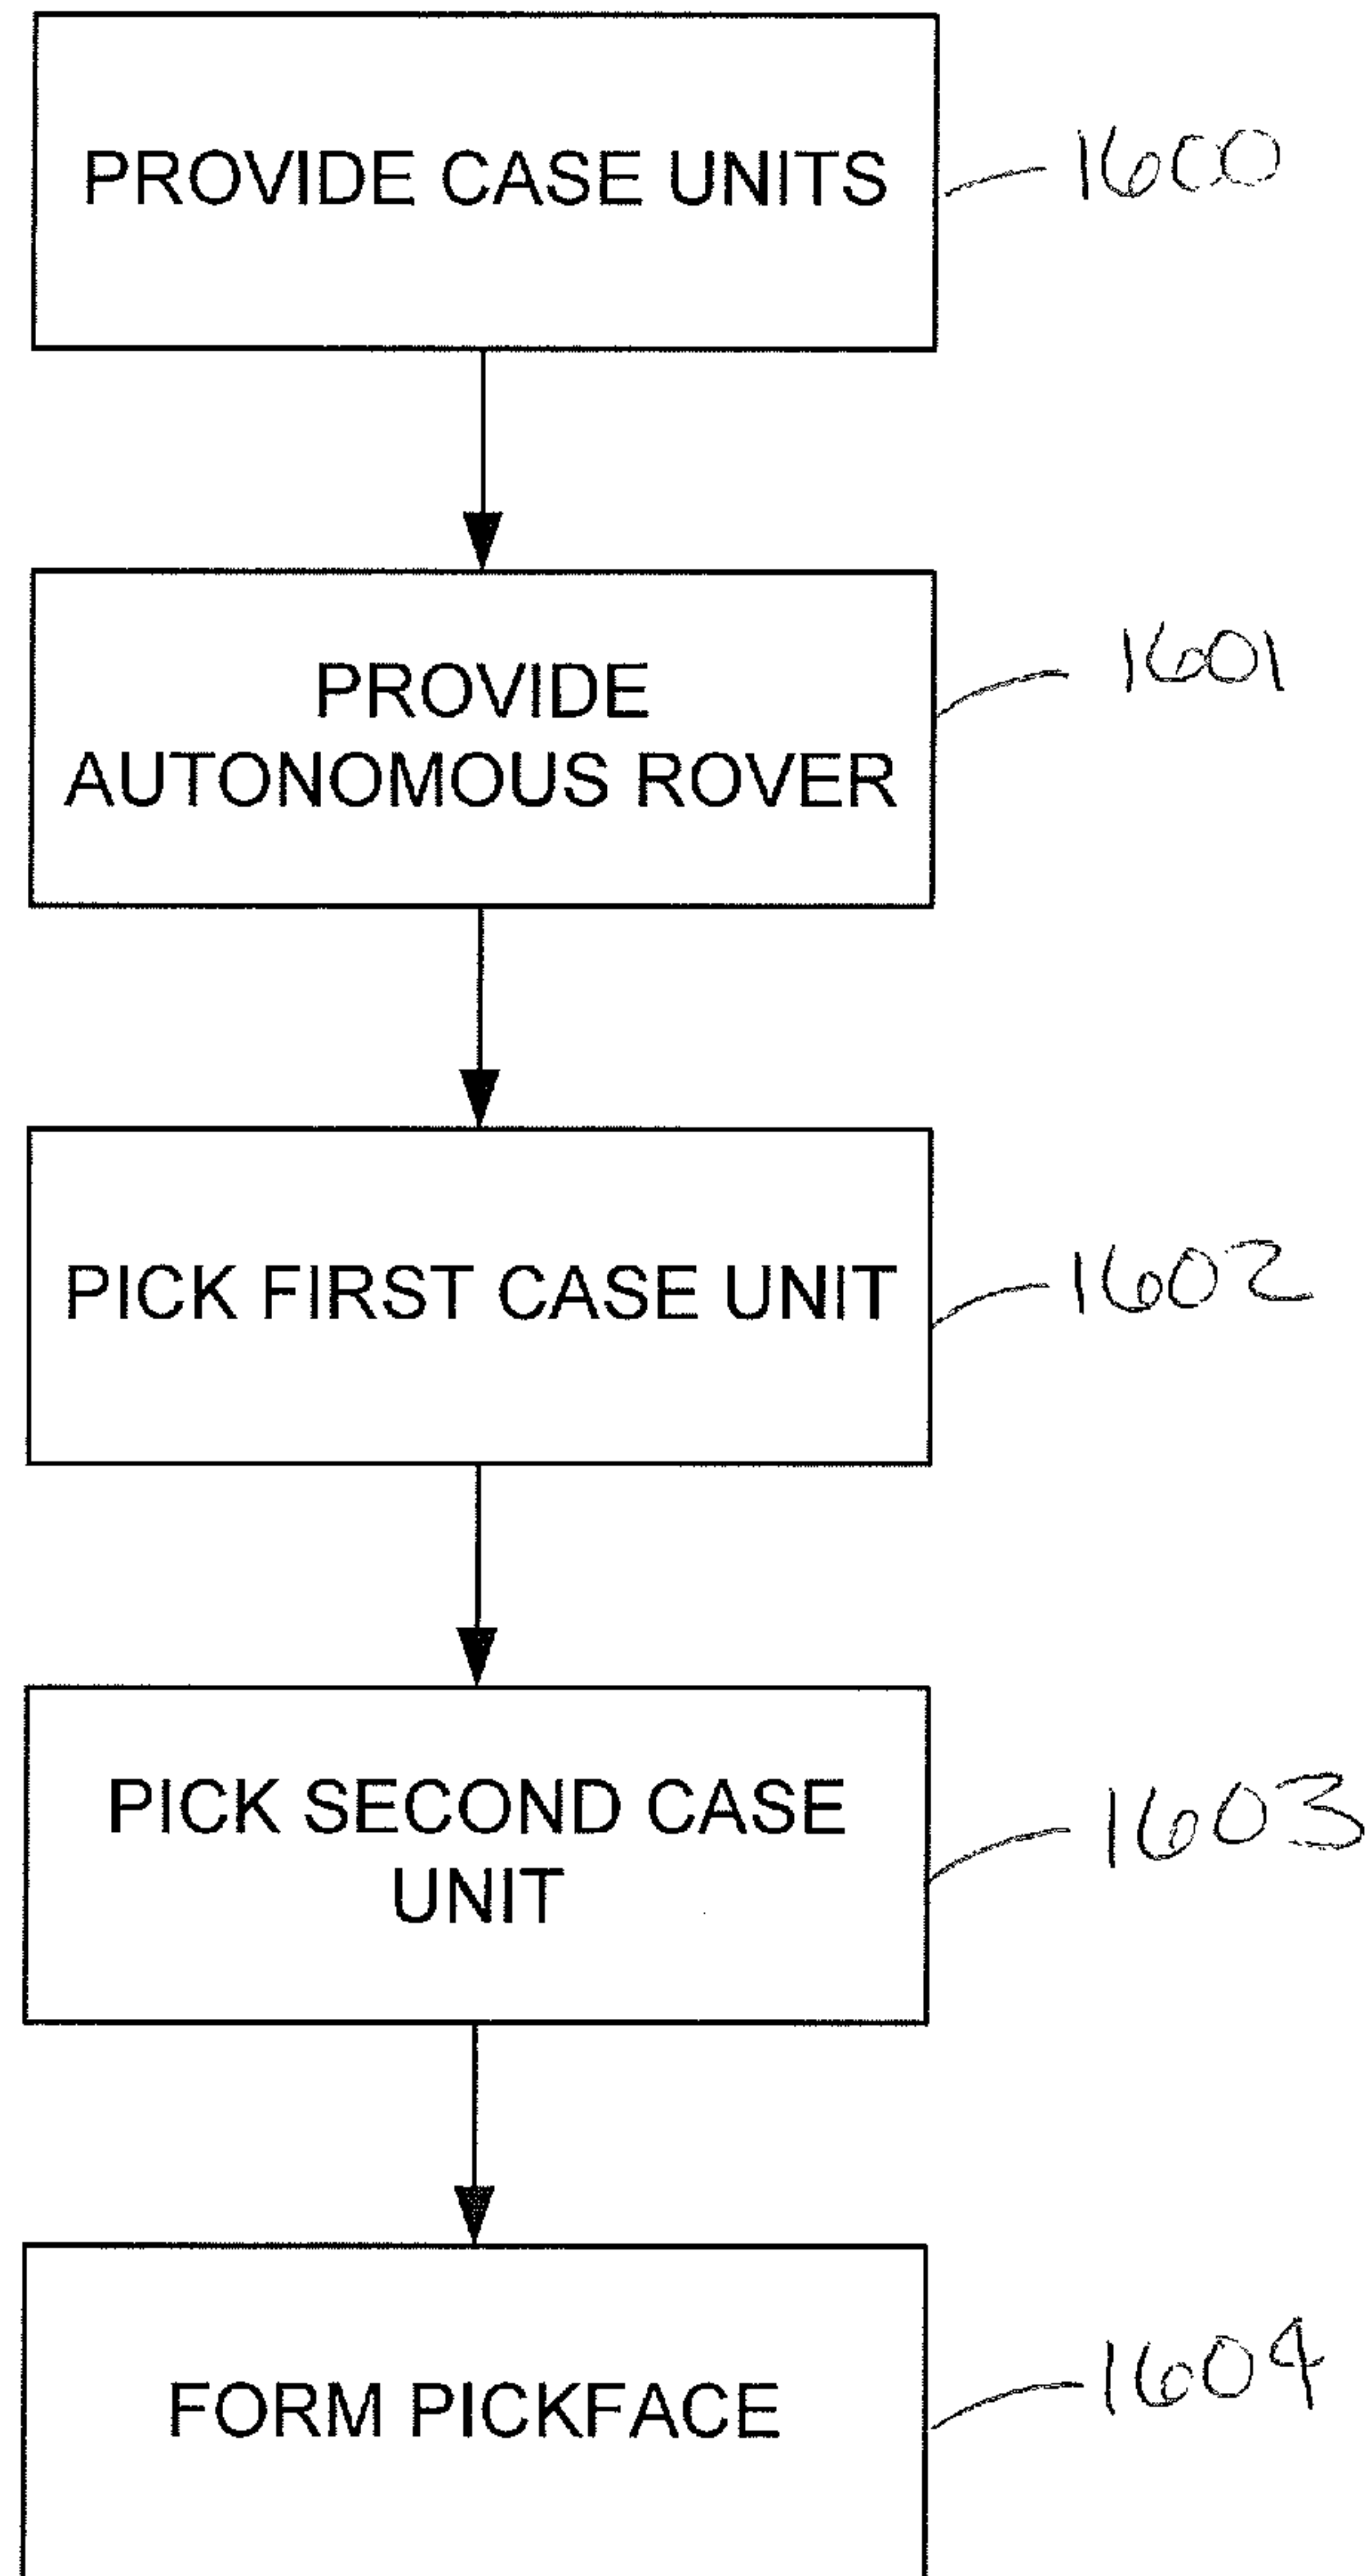 PROVIDE CASE UNITS
1600
PROVIDE
AUTONOMOUS ROVER
1601
PICK FIRST CASE UNIT
1602
PICK SECOND CASE
UNIT
1603
FORM PICKFACE
1604